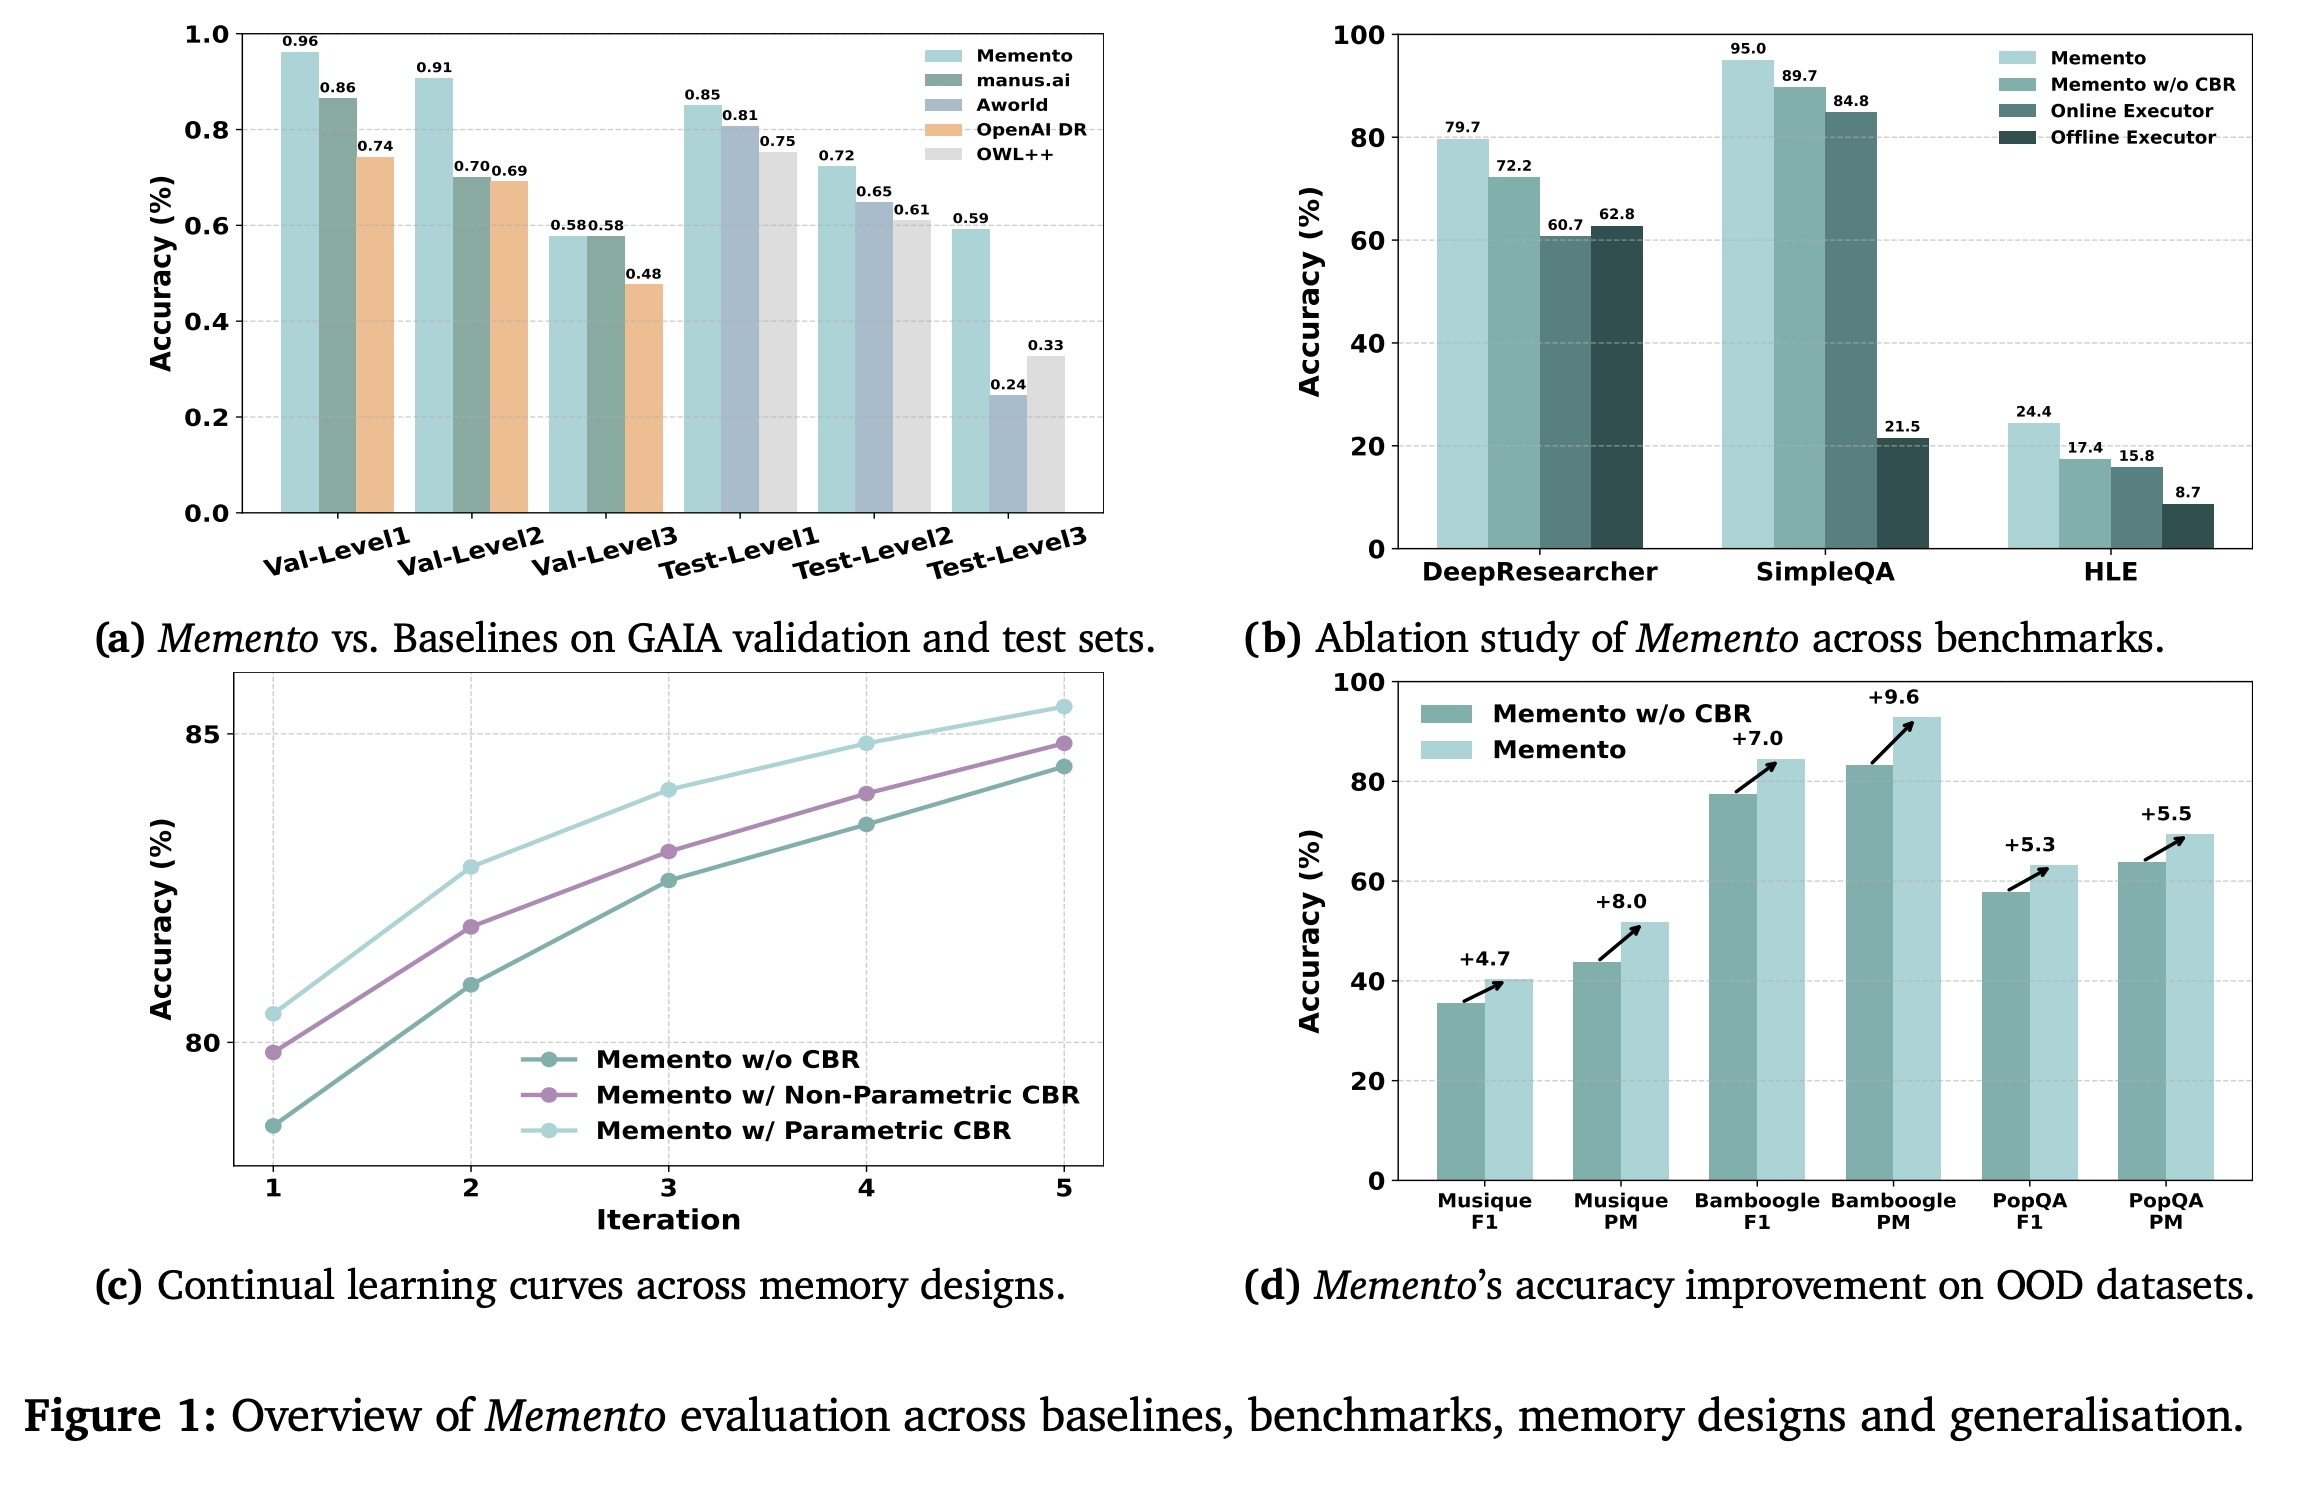 1.0
0.8
0.6
0.4
0.2
0.0
Accuracy (%)
0.96
0.86
0.74
0.91
0.70
0.69
0.58
0.58
0.48
0.85
0.81
0.75
0.72
0.65
0.61
0.59
0.24
0.33
Memento
manus.ai
Aworld
OpenAI DR
OWL++
Val-Level1
Val-Level2
Val-Level3
Test-Level1
Test-Level2
Test-Level3
(a) Memento vs. Baselines on GAIA validation and test sets.
100
80
60
40
20
0
Accuracy (%)
79.7
72.2
60.7
62.8
95.0
89.7
84.8
21.5
24.4
17.4
15.8
8.7
Memento
Memento w/o CBR
Online Executor
Offline Executor
DeepResearcher
SimpleQA
HLE
(b) Ablation study of Memento across benchmarks.
85
80
Accuracy (%)
Memento w/o CBR
Memento w/ Non-Parametric CBR
Memento w/ Parametric CBR
1
2
3
4
5
Iteration
(c) Continual learning curves across memory designs.
100
80
60
40
20
0
Accuracy (%)
Memento w/o CBR
Memento
+4.7
+8.0
+7.0
+9.6
+5.3
+5.5
Musique
F1
Musique
PM
Bamboogle
F1
Bamboogle
PM
PopQA
F1
PopQA
PM
(d) Memento's accuracy improvement on OOD datasets.
Figure 1: Overview of Memento evaluation across baselines, benchmarks, memory designs and generalisation.